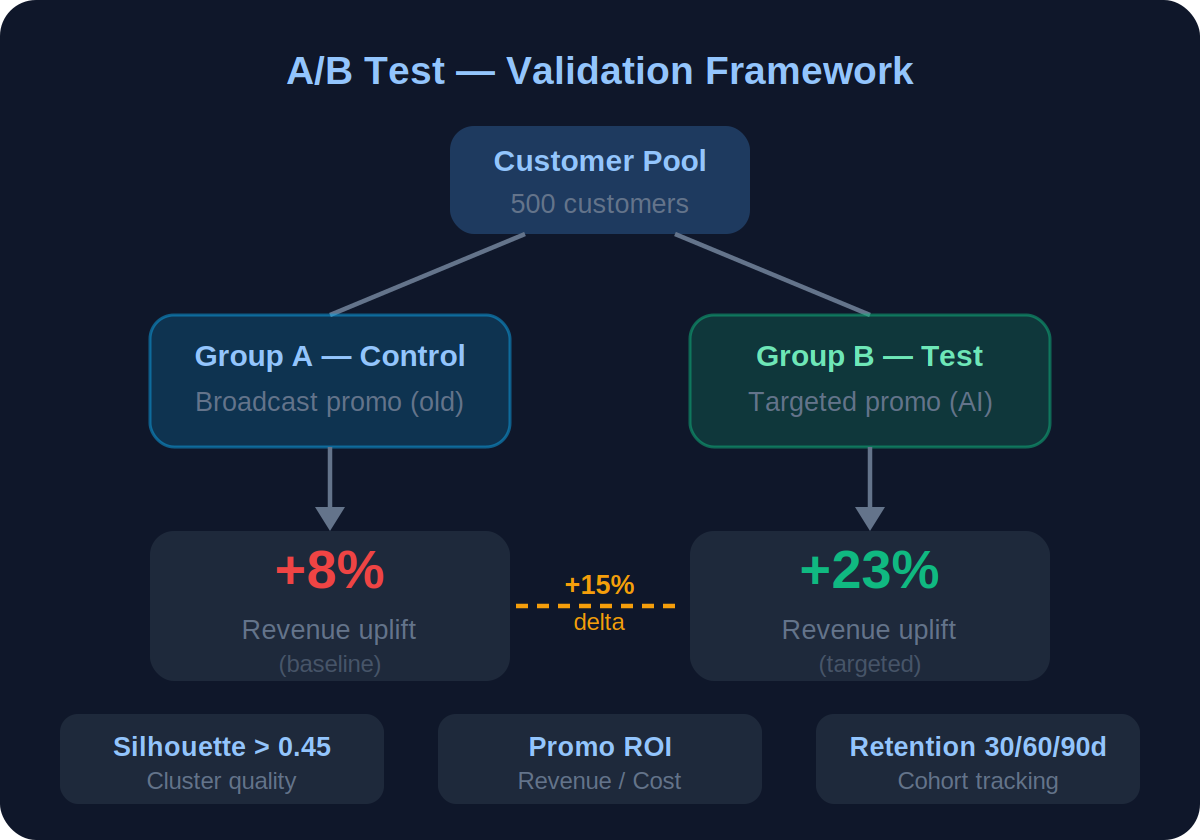 A/B Test — Validation Framework
Customer Pool
500 customers
Group A — Control
Broadcast promo (old)
Group B — Test
Targeted promo (AI)
+8%
Revenue uplift
(baseline)
+15%
delta
+23%
Revenue uplift
(targeted)
Silhouette > 0.45
Cluster quality
Promo ROI
Revenue / Cost
Retention 30/60/90d
Cohort tracking